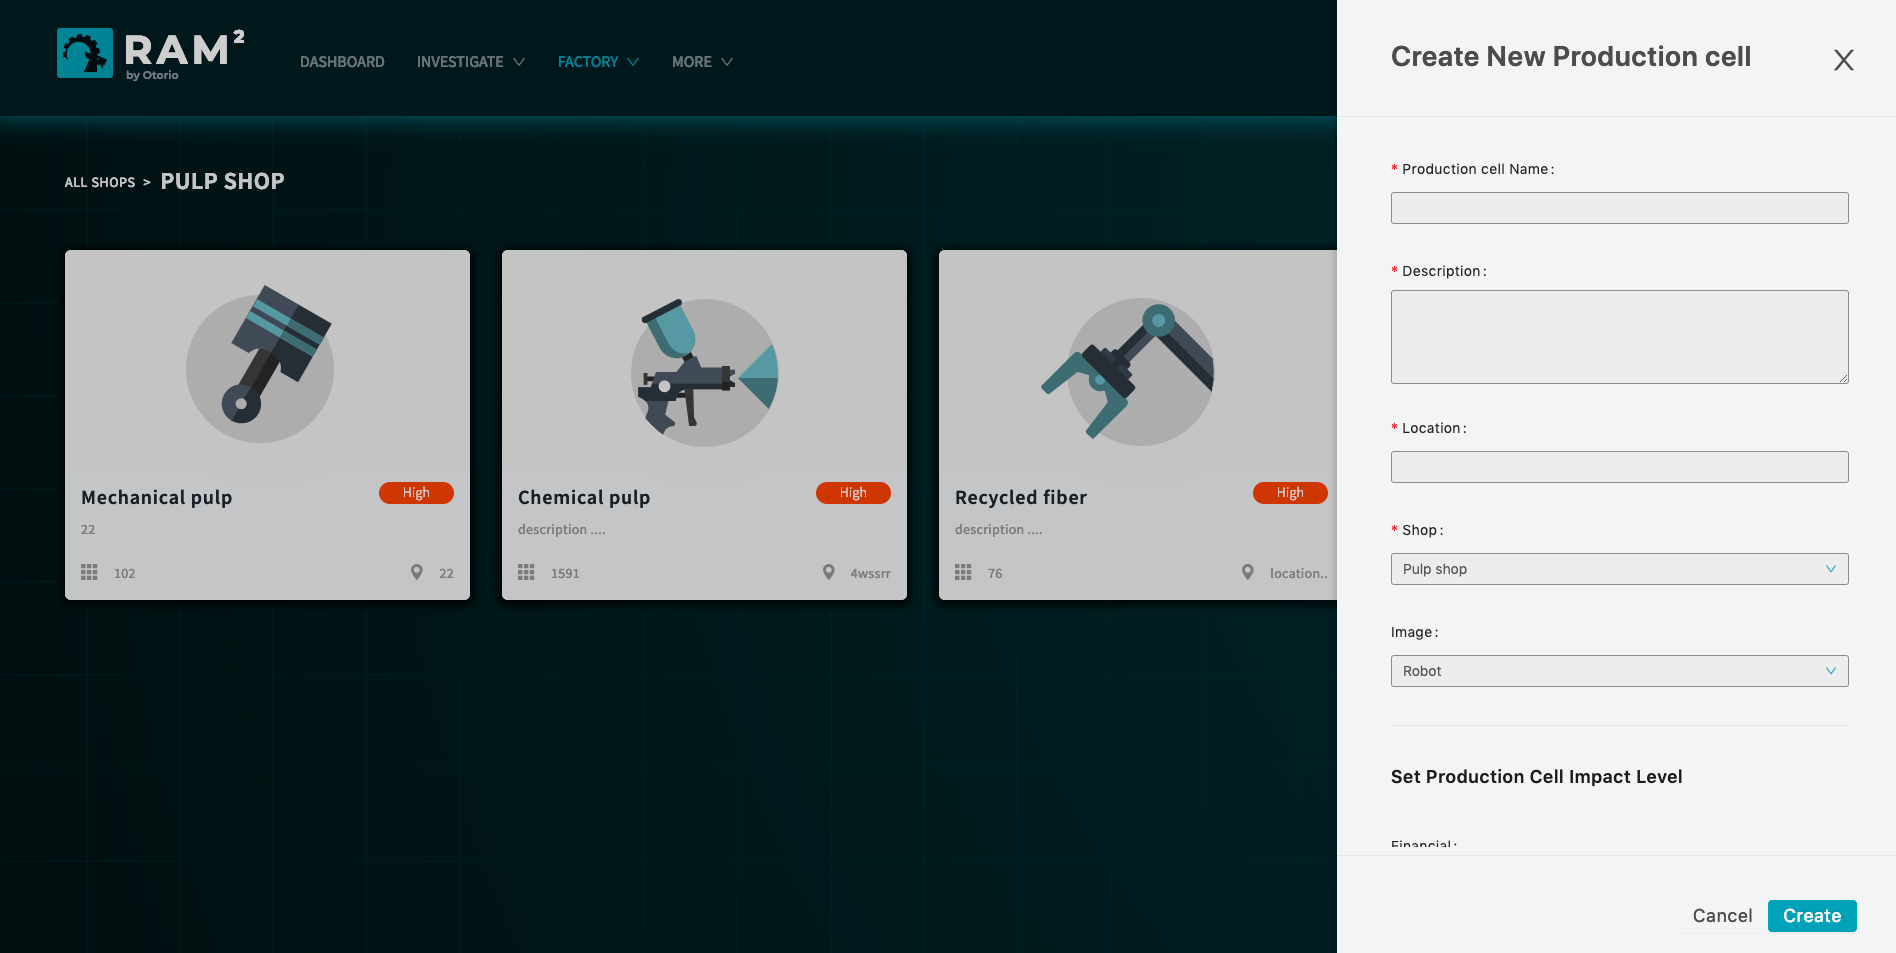 RAM²
by Otorio
DASHBOARD INVESTIGATE FACTORY MORE
ALL SHOPS > PULP SHOP
Mechanical pulp High
22
102 22
Chemical pulp High
description ....
1591 4wssrr
Recycled fiber High
description ....
76 location..
Create New Production cell
* Production cell Name:
* Description:
* Location:
* Shop:
Pulp shop
Image:
Robot
Set Production Cell Impact Level
Financial:
Cancel Create